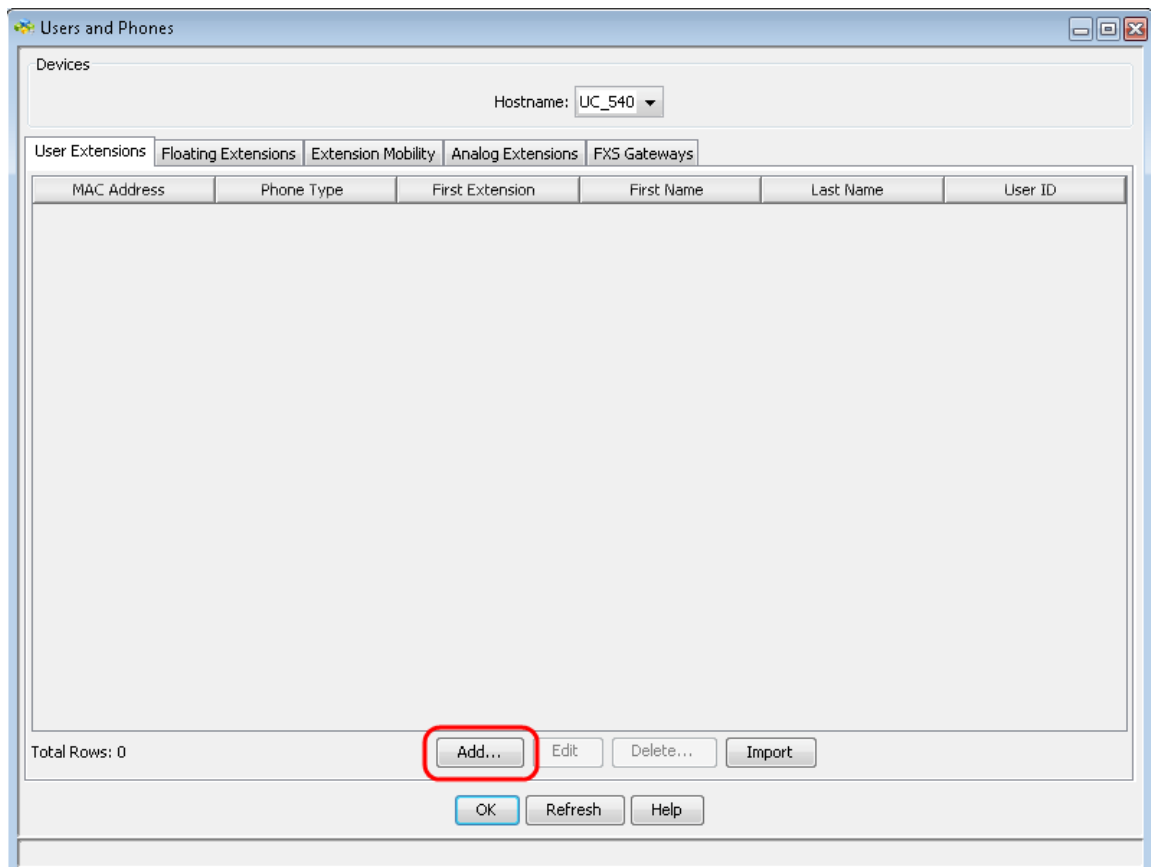 Users and Phones
Devices
Hostname: UC_540
User Extensions Floating Extensions Extension Mobility Analog Extensions FXS Gateways
MAC Address Phone Type First Extension First Name Last Name User ID
Total Rows: 0 Add... Edit Delete... Import
OK Refresh Help